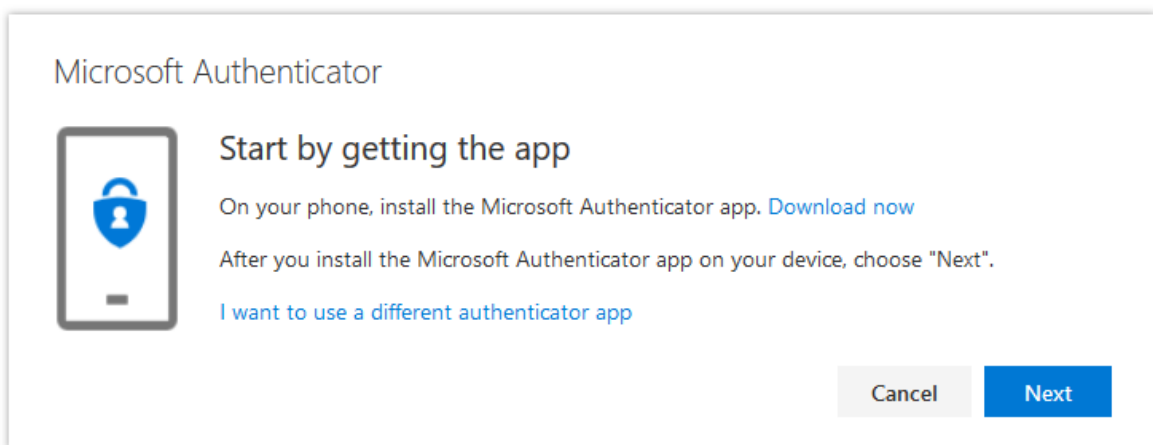 Microsoft Authenticator
Start by getting the app
On your phone, install the Microsoft Authenticator app. Download now
After you install the Microsoft Authenticator app on your device, choose "Next".
I want to use a different authenticator app
Cancel Next